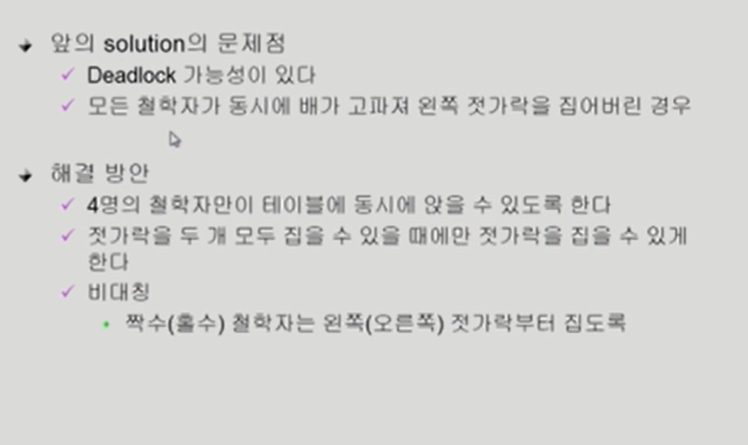 앞의 solution의 문제점
Deadlock 가능성이 있다
모든 철학자가 동시에 배가 고파져 왼쪽 젓가락을 집어버린 경우
해결 방안
4명의 철학자만이 테이블에 동시에 앉을 수 있도록 한다
젓가락을 두 개 모두 집을 수 있을 때에만 젓가락을 집을 수 있게
한다
비대칭
짝수(홀수) 철학자는 왼쪽(오른쪽) 젓가락부터 집도록